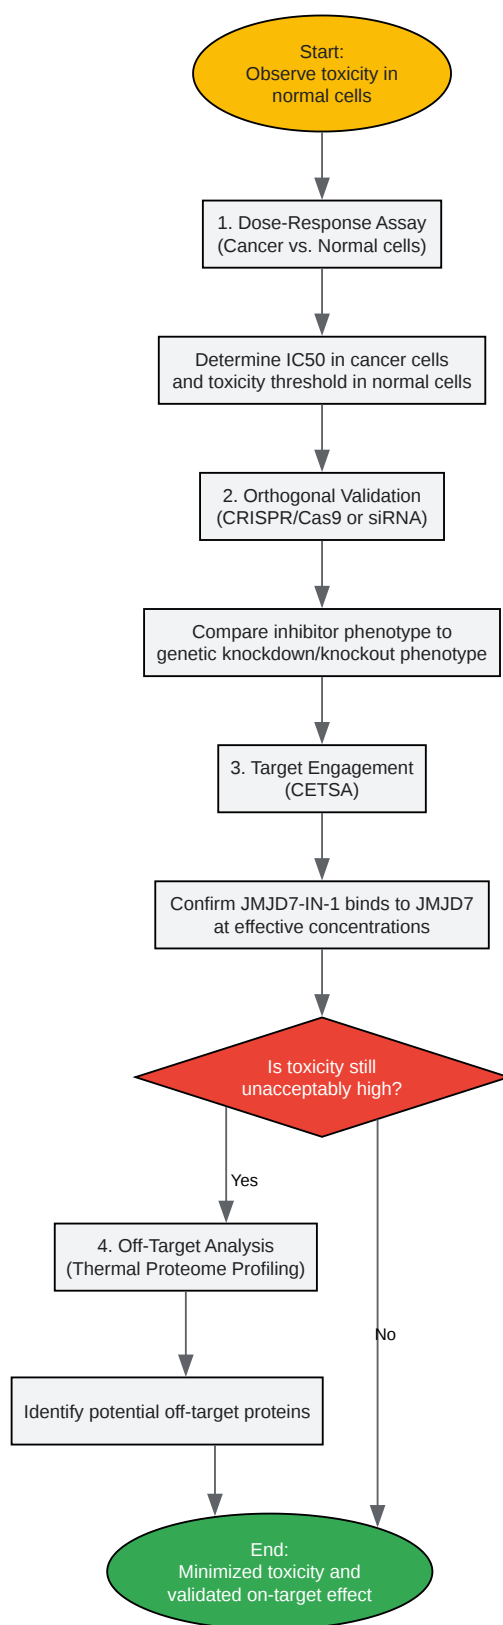 Start:
Observe toxicity in
normal cells
1. Dose-Response Assay
(Cancer vs. Normal cells)
Determine IC50 in cancer cells
and toxicity threshold in normal cells
2. Orthogonal Validation
(CRISPR/Cas9 or siRNA)
Compare inhibitor phenotype to
genetic knockdown/knockout phenotype
3. Target Engagement
(CETSA)
Confirm JMJD7-IN-1 binds to JMJD7
at effective concentrations
Is toxicity still
unacceptably high?
Yes
4. Off-Target Analysis
(Thermal Proteome Profiling)
No
Identify potential off-target proteins
End:
Minimized toxicity and
validated on-target effect